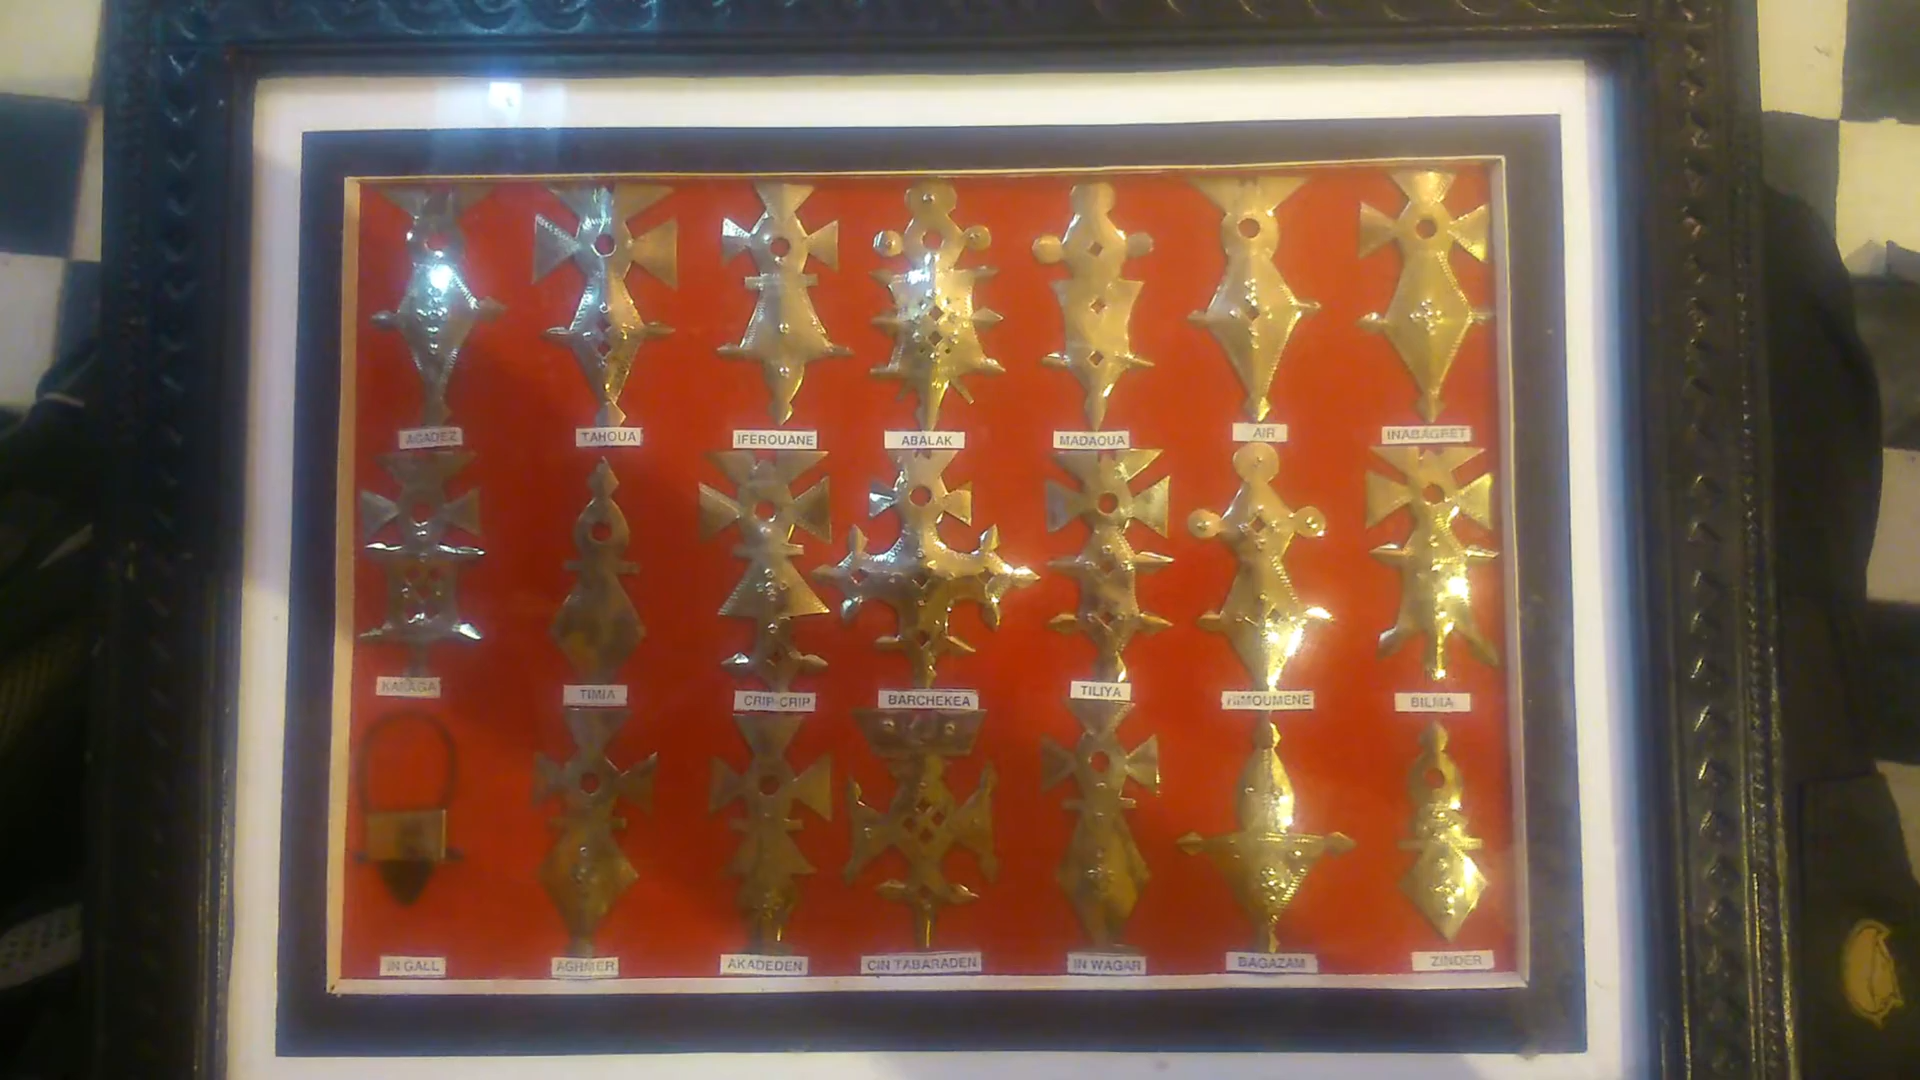 AGADEZ
TAHOUA
IFEROUANE
ABALAK
MADAOUA
AIR
INABAGRET
KARAGA
TIMIA
CRIP-CRIP
BARCHEKEA
TILIYA
BILMA
IN GALL
AGHMER
AKADEDEN
CIN TABARADEN
IN WAGAR
BAGAZAM
ZINDER